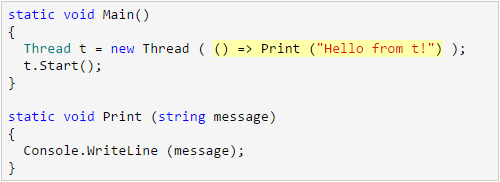 static void Main()
{
  Thread t = new Thread ( () => Print ("Hello from t!") );
  t.Start();
}

static void Print (string message)
{
  Console.WriteLine (message);
}